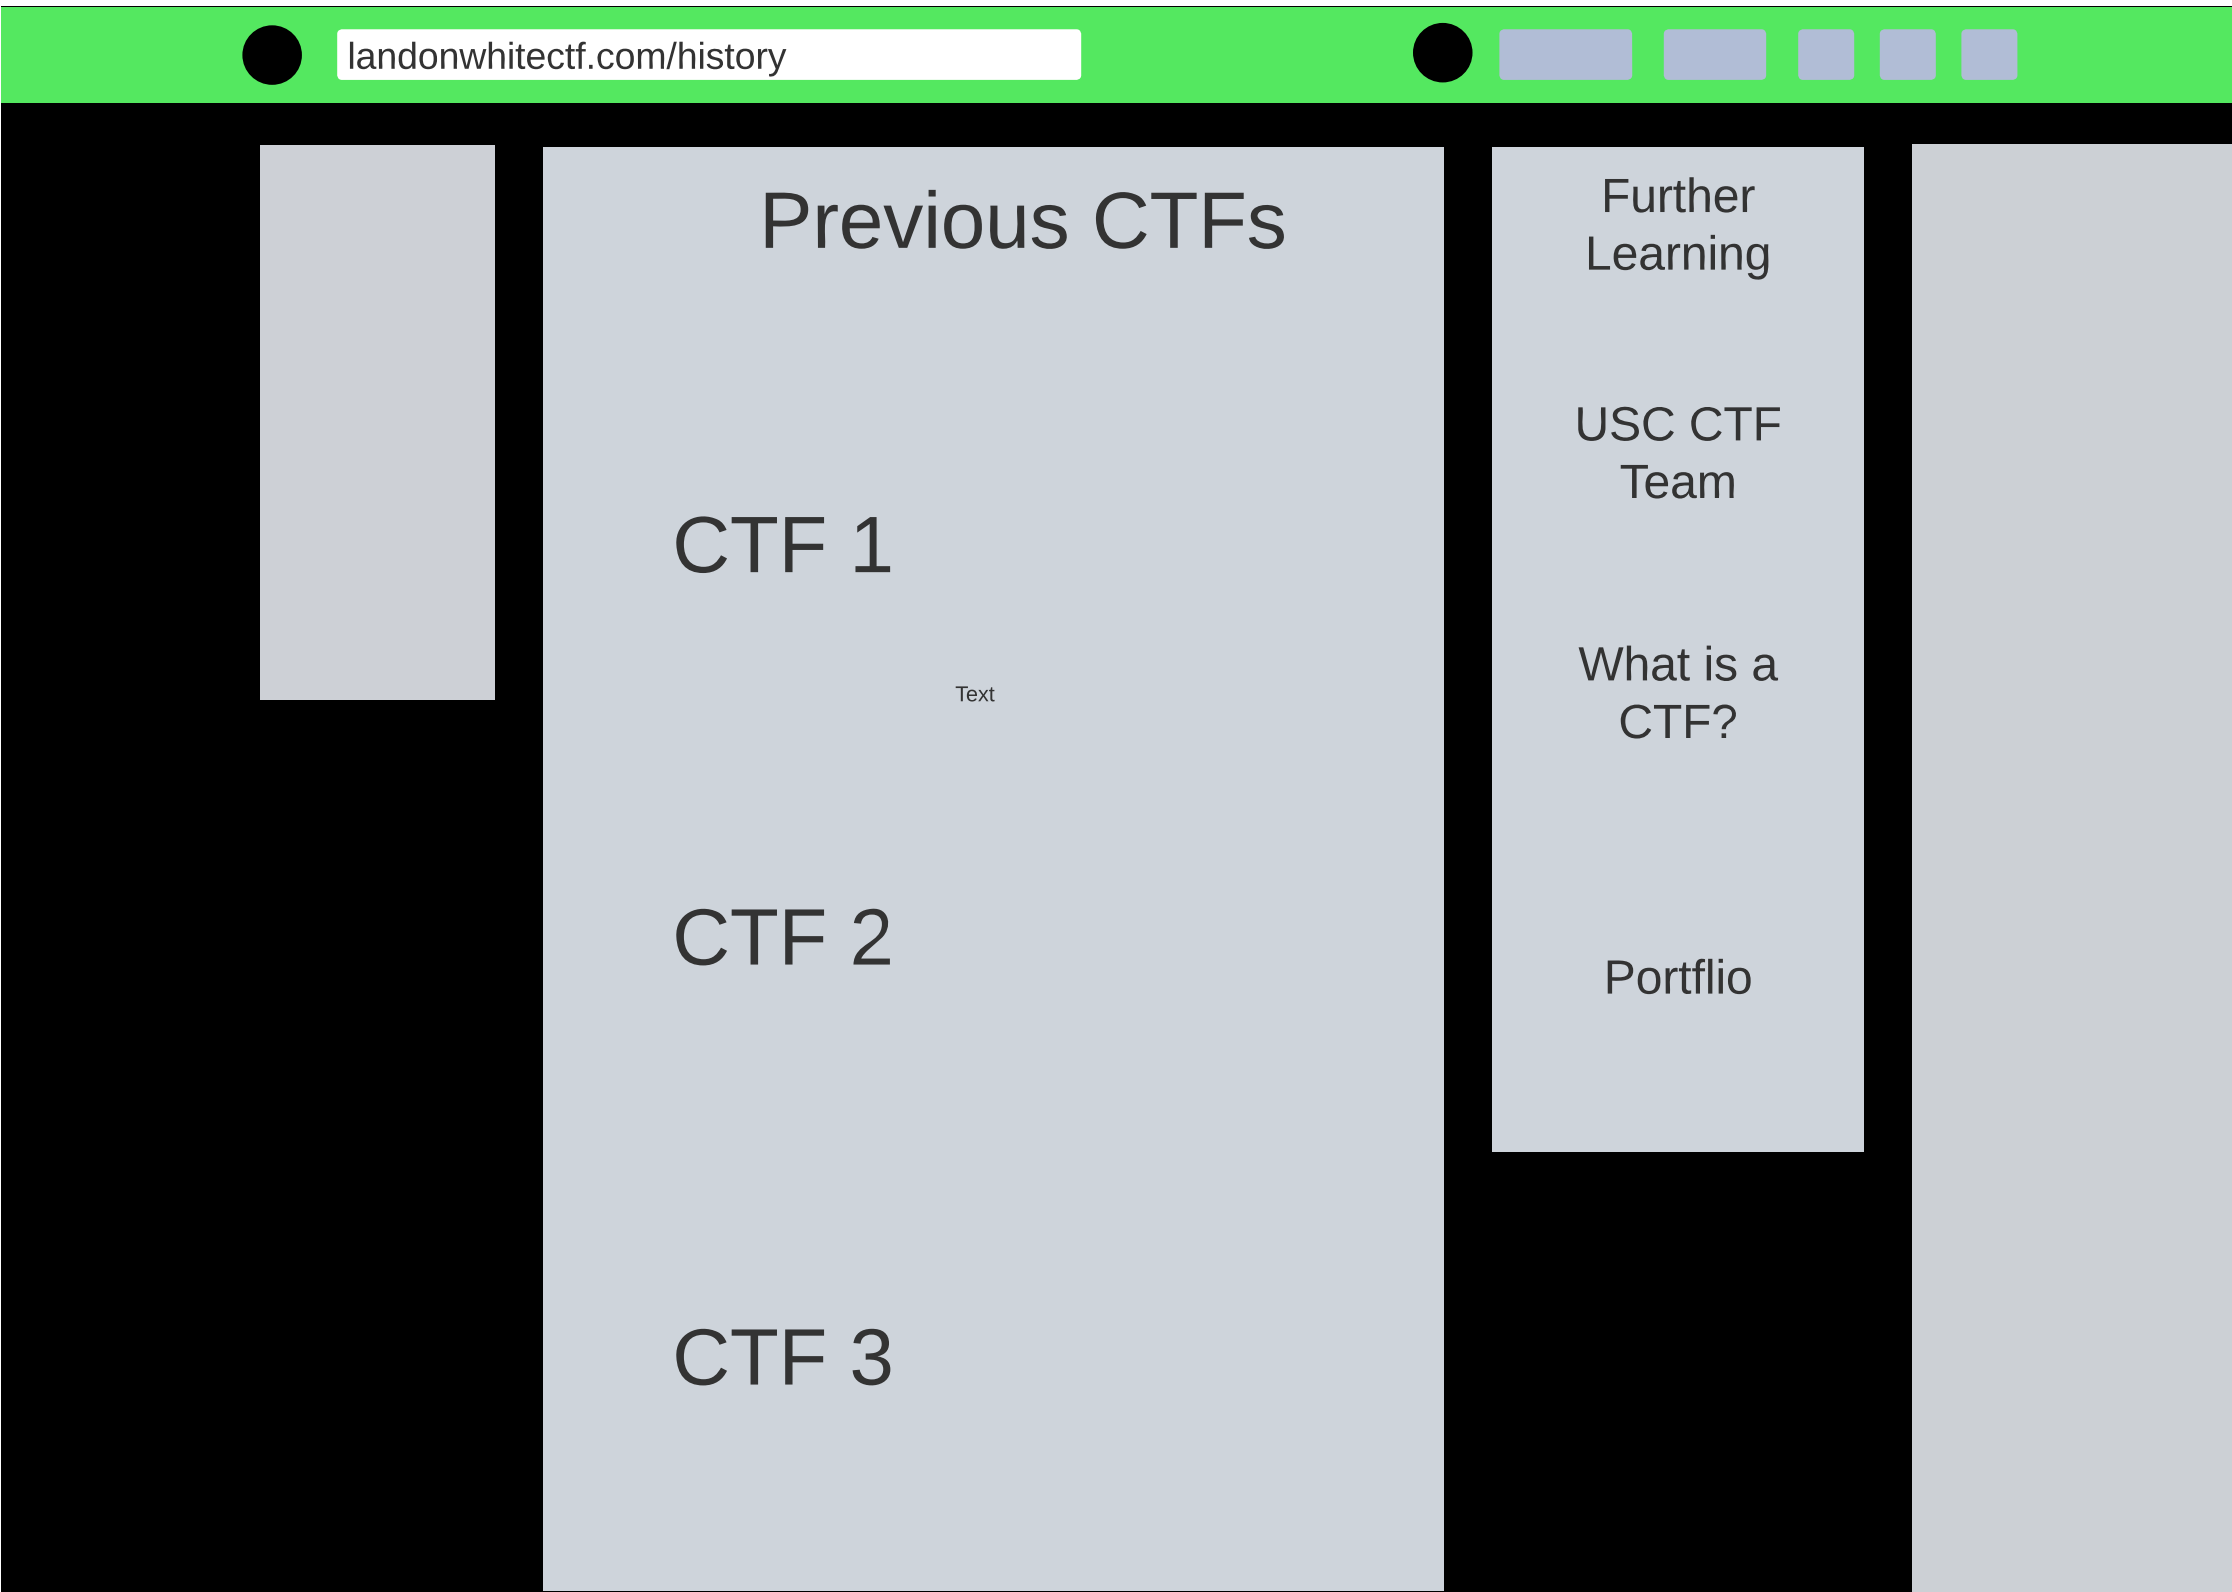 landonwhitectf.com/history
Previous CTFs
CTF 1
Text
CTF 2
CTF 3
Further
Learning
USC CTF
Team
What is a
CTF?
Portflio